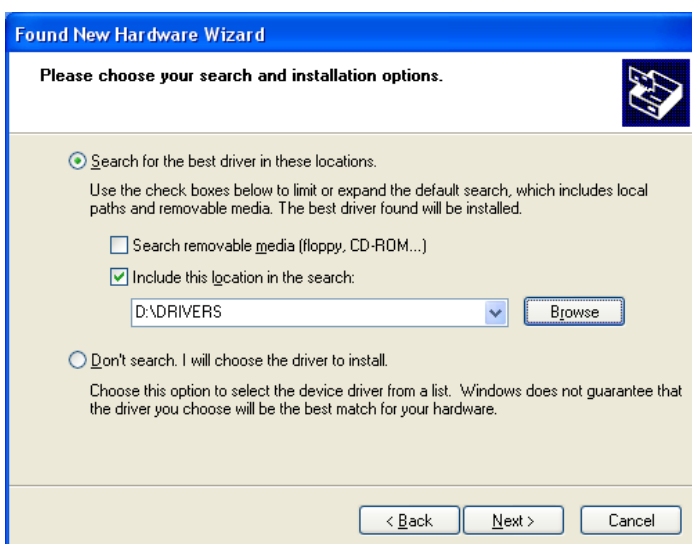 Found New Hardware Wizard
Please choose your search and installation options.
Search for the best driver in these locations.
Use the check boxes below to limit or expand the default search, which includes local
paths and removable media. The best driver found will be installed.
Search removable media (floppy, CD-ROM...)
Include this location in the search:
D:\DRIVERS
Browse
Don't search. I will choose the driver to install.
Choose this option to select the device driver from a list. Windows does not guarantee that
the driver you choose will be the best match for your hardware.
< Back
Next >
Cancel